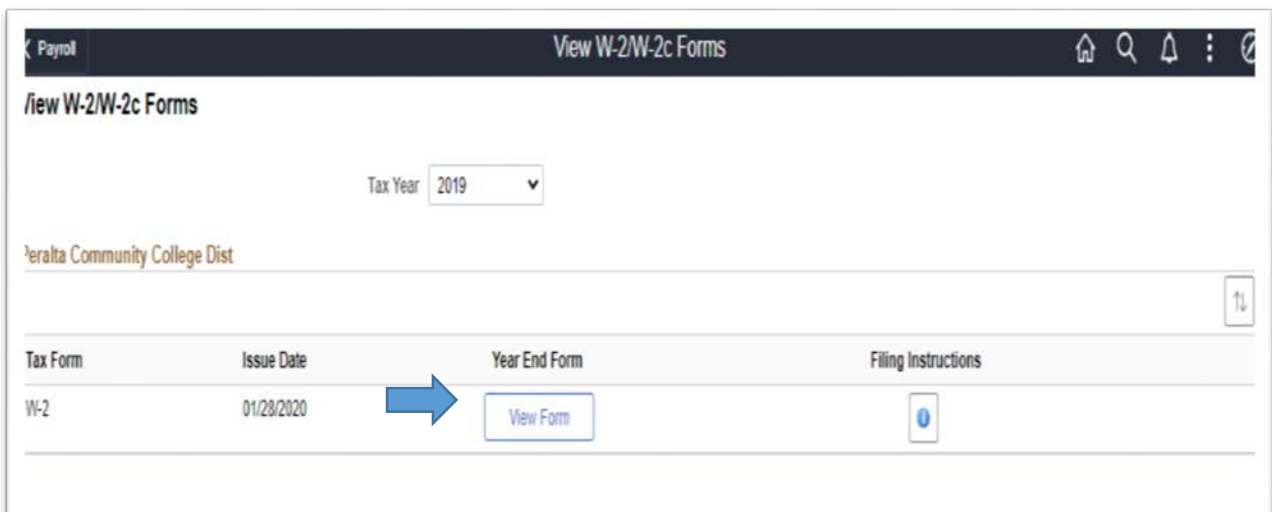 Payroll View W-2/W-2c Forms
/iew W-2/W-2c Forms
Tax Year 2019
Peralta Community College Dist
Tax Form Issue Date Year End Form Filing Instructions
W-2 01/28/2020 View Form